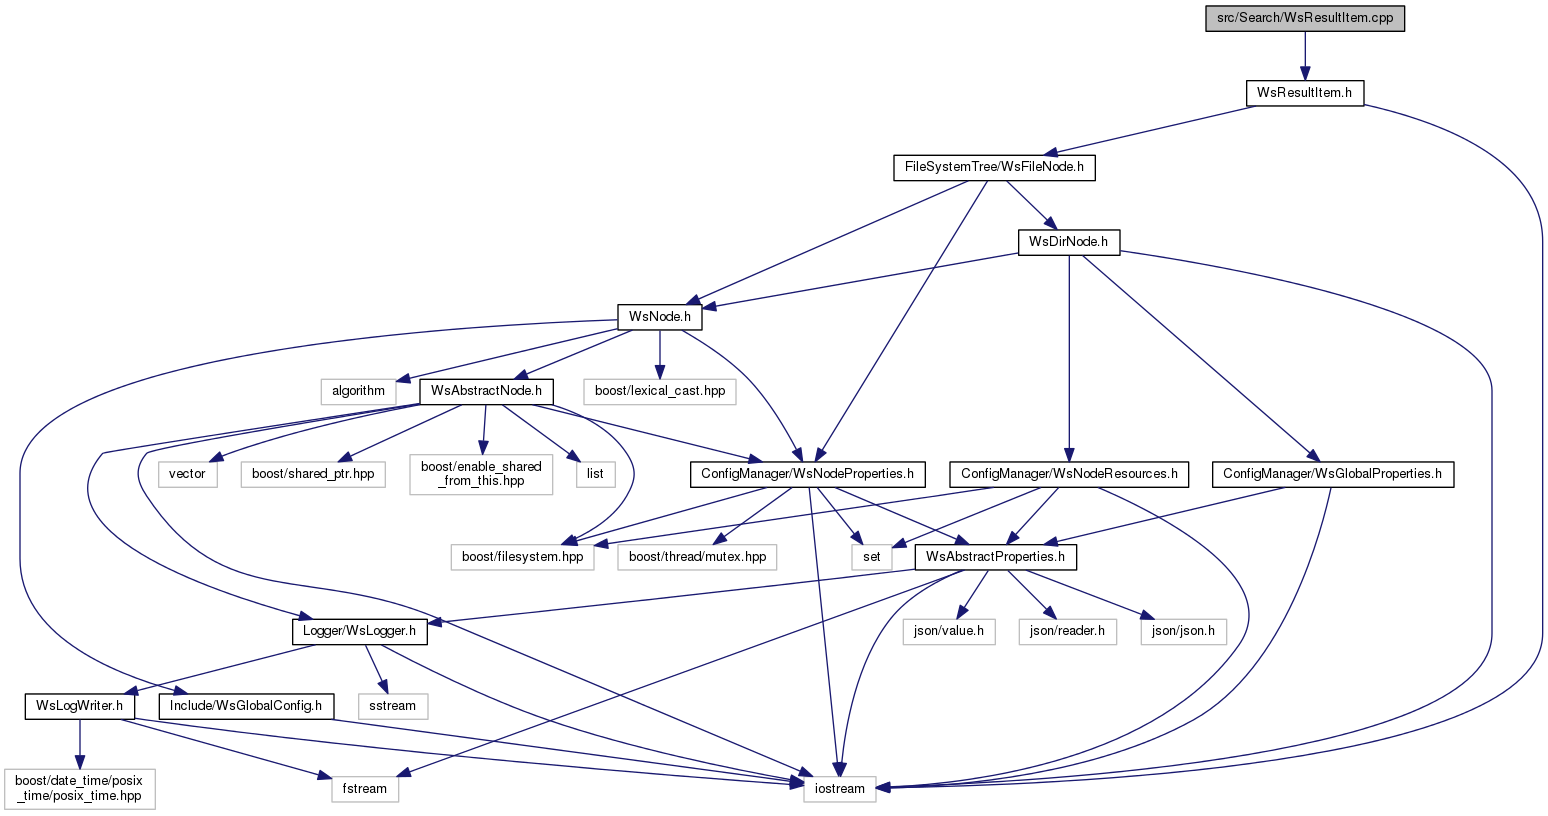 src/Search/WsResultItem.cpp
WsResultItem.h
FileSystemTree/WsFileNode.h
WsDirNode.h
WsNode.h
algorithm
WsAbstractNode.h
boost/lexical_cast.hpp
vector
boost/shared_ptr.hpp
boost/enable_shared
_from_this.hpp
list
ConfigManager/WsNodeProperties.h
ConfigManager/WsNodeResources.h
ConfigManager/WsGlobalProperties.h
boost/filesystem.hpp
boost/thread/mutex.hpp
set
WsAbstractProperties.h
Logger/WsLogger.h
json/value.h
json/reader.h
json/json.h
WsLogWriter.h
Include/WsGlobalConfig.h
sstream
boost/date_time/posix
_time/posix_time.hpp
fstream
iostream